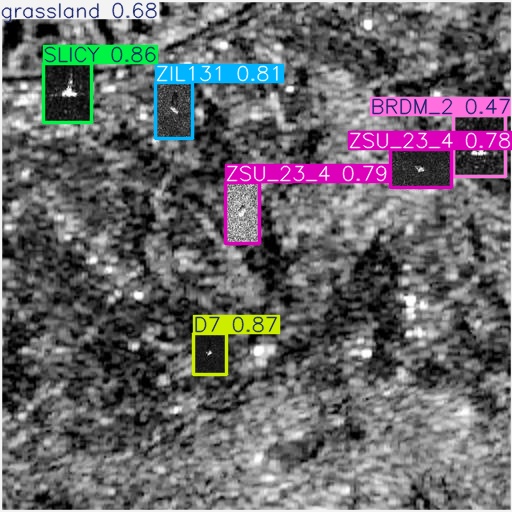 grassland 0.68
SLICY 0.86
ZIL131 0.81
BRDM_2 0.47
ZSU_23_4 0.78
ZSU_23_4 0.79
D7 0.87